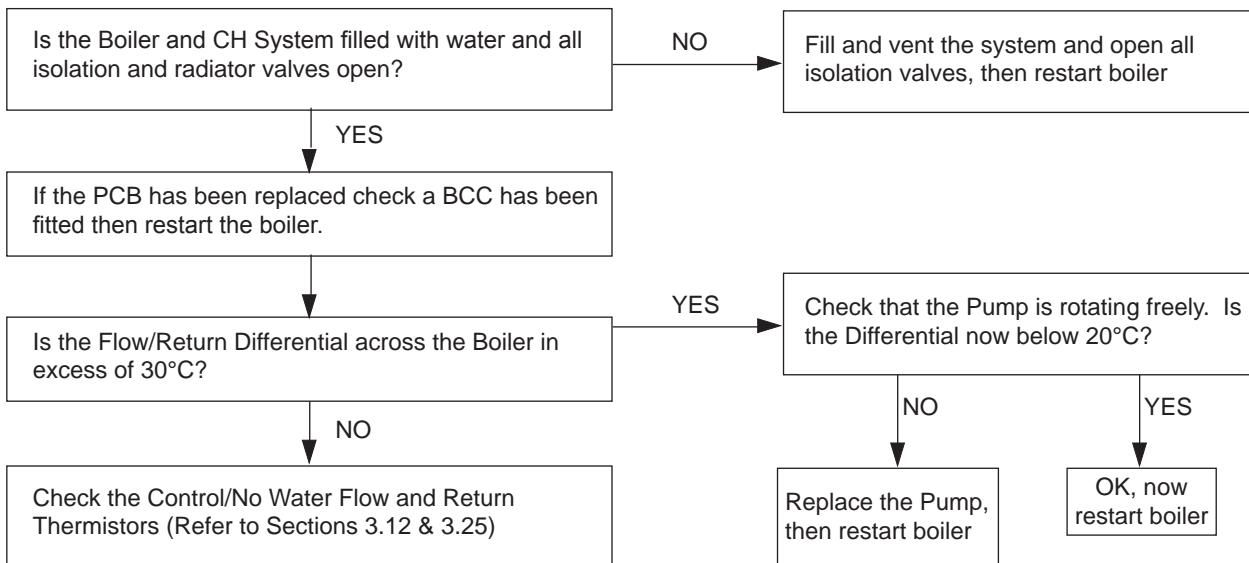 Is the Boiler and CH System filled with water and all
isolation and radiator valves open?
NO
Fill and vent the system and open all
isolation valves, then restart boiler
YES
If the PCB has been replaced check a BCC has been
fitted then restart the boiler.
Is the Flow/Return Differential across the Boiler in
excess of 30°C?
YES
Check that the Pump is rotating freely. Is
the Differential now below 20°C?
NO
Check the Control/No Water Flow and Return
Thermistors (Refer to Sections 3.12 & 3.25)
NO
Replace the Pump,
then restart boiler
YES
OK, now
restart boiler